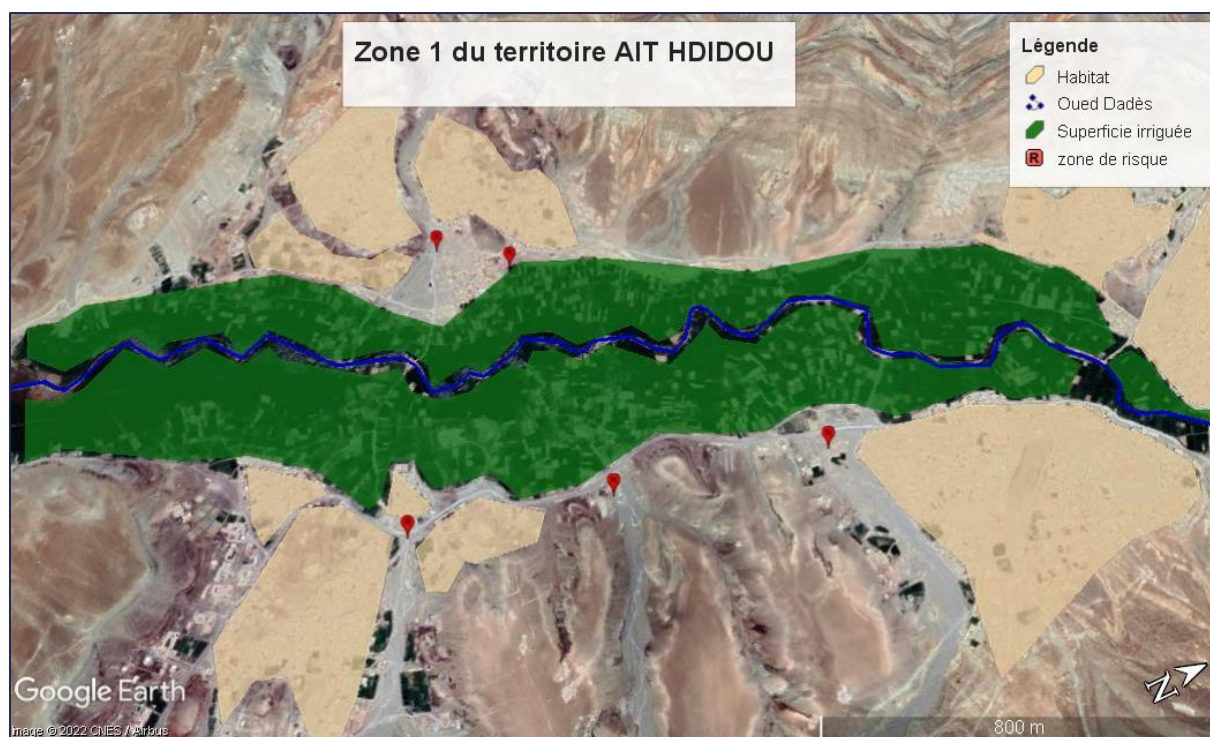 Zone 1 du territoire AIT HDIDOU
Légende
Habitat
Oued Dadès
Superficie irriguée
R zone de risque
Google Earth
Image © 2022 CNES / Airbus
800 m
N